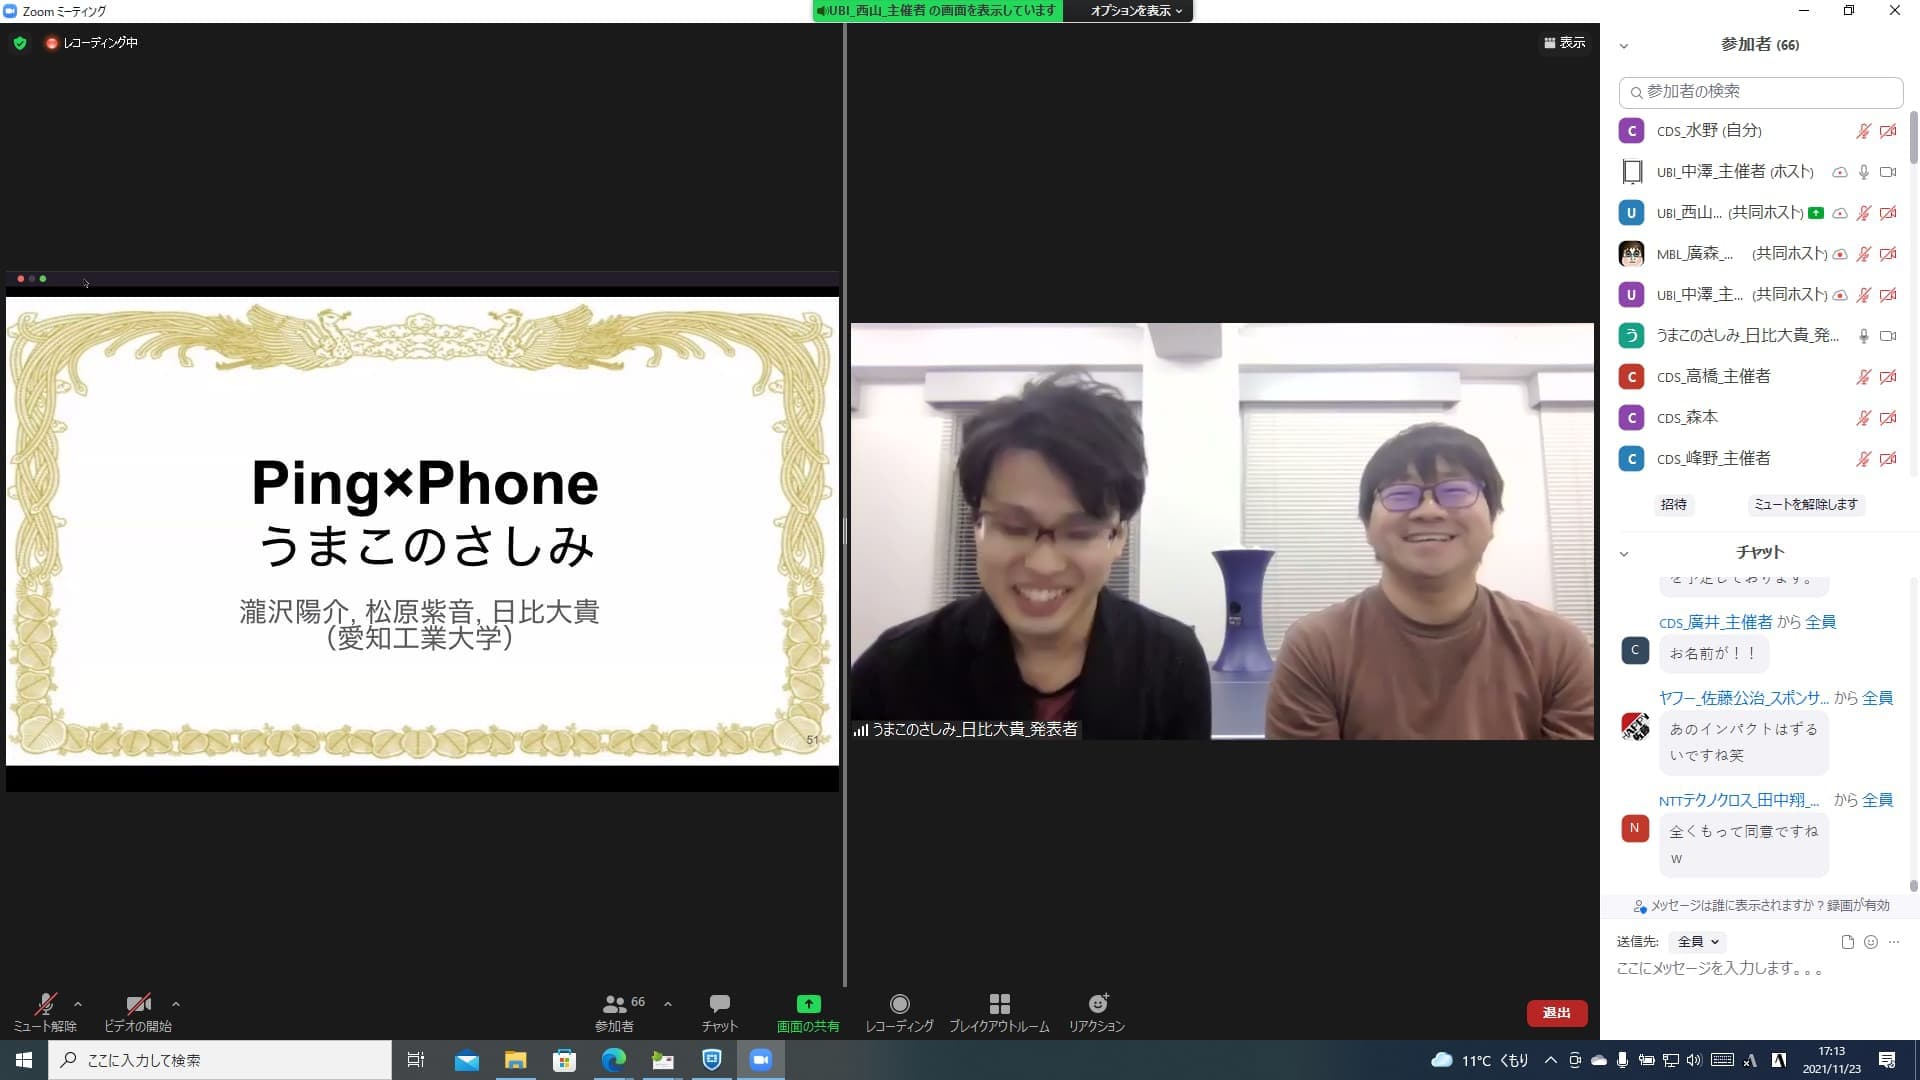 Zoom ミーティング
UBI_西山_主催者 の画面を表示しています
オプションを表示
レコーディング中
表示
Ping×Phone
うまこのさしみ
瀧沢陽介, 松原紫音, 日比大貴
（愛知工業大学）
51
うまこのさしみ_日比大貴_発表者
参加者 (66)
参加者の検索
C CDS_水野 (自分)
UBI_中澤_主催者 (ホスト)
U UBI_西山... (共同ホスト)
MBL_廣森_... (共同ホスト)
U UBI_中澤_主... (共同ホスト)
う うまこのさしみ_日比大貴_発...
C CDS_高橋_主催者
C CDS_森本
C CDS_峰野_主催者
招待
ミュートを解除します
チャット
を予定しております。
CDS_廣井_主催者 から 全員
C
お名前が！！
ヤフー_佐藤公治_スポンサ... から 全員
あのインパクトはずる
いですね笑
NTTテクノクロス_田中翔_... から 全員
N
全くもって同意ですね
w
メッセージは誰に表示されますか？録画が有効
送信先: 全員
ここにメッセージを入力します。。。
ミュート解除
ビデオの開始
66
参加者
チャット
画面の共有
レコーディング
ブレイクアウトルーム
リアクション
退出
ここに入力して検索
11°C くもり
A
17:13
2021/11/23